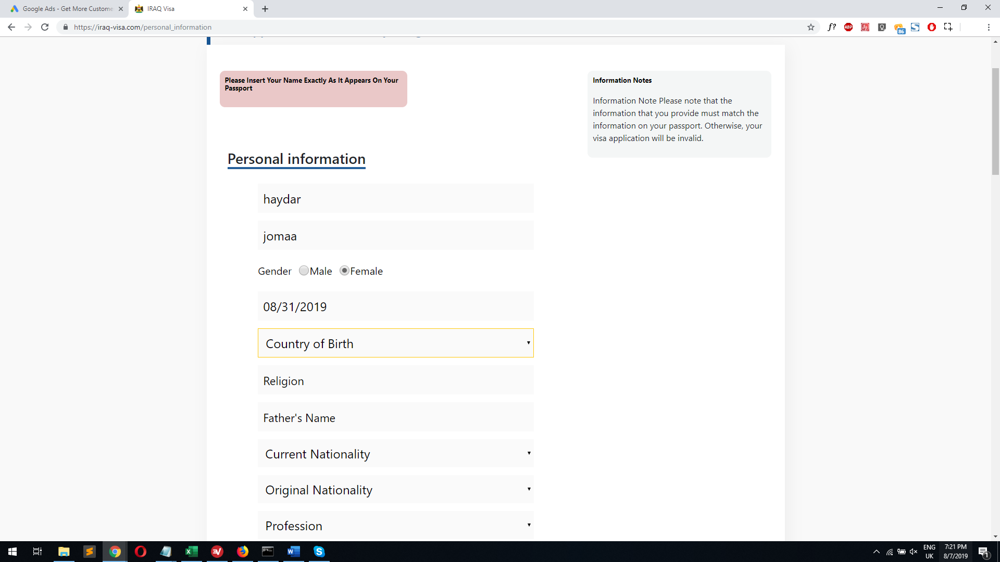 Google Ads - Get More Custome
IRAQ Visa
https://iraq-visa.com/personal_information
f?
ABP
86
Please Insert Your Name Exactly As It Appears On Your
Passport
Information Notes
Information Note Please note that the
information that you provide must match the
information on your passport. Otherwise, your
visa application will be invalid.
Personal information
haydar
jomaa
Gender Male Female
08/31/2019
Country of Birth
Religion
Father's Name
Current Nationality
Original Nationality
Profession
ENG
UK
7:21 PM
8/7/2019
1